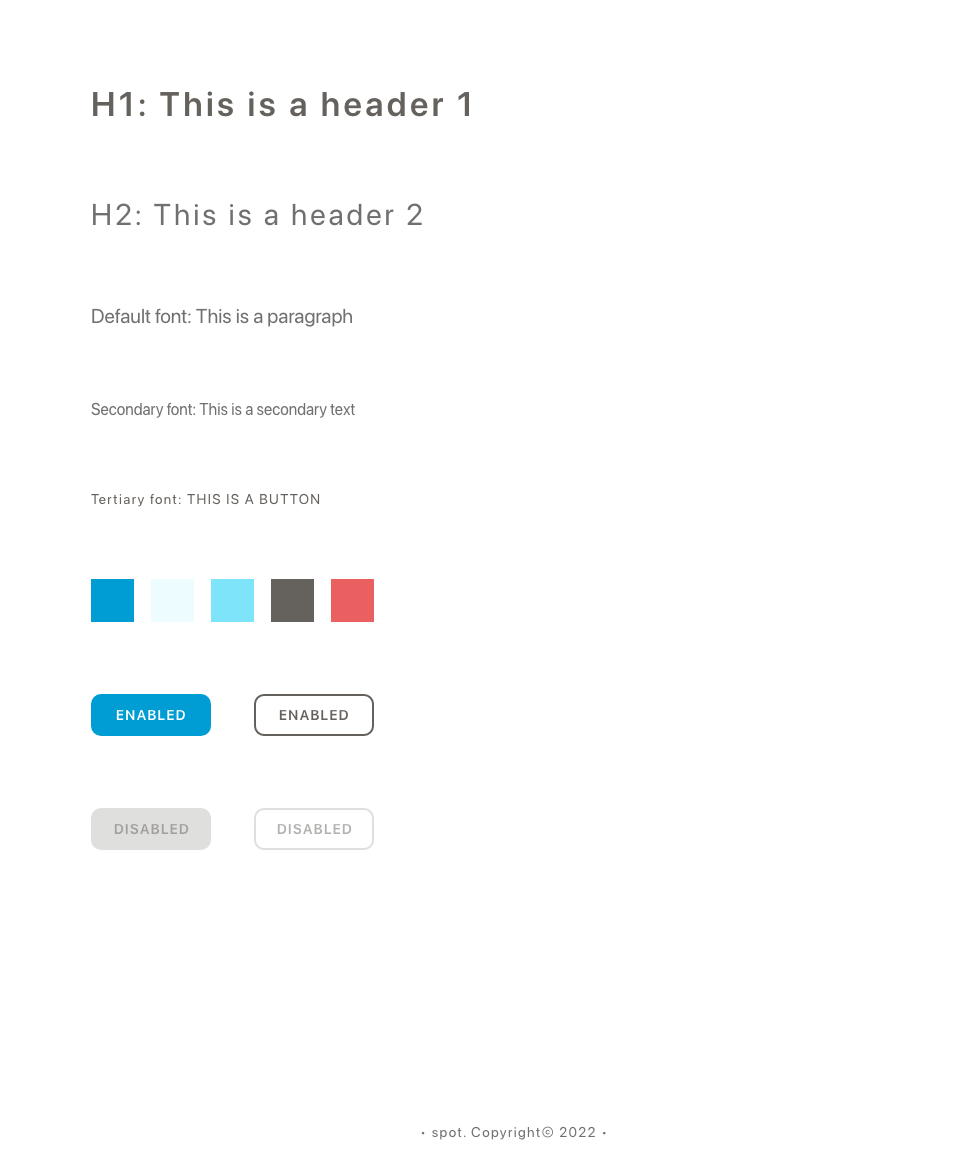 H1: This is a header 1
H2: This is a header 2
Default font: This is a paragraph
Secondary font: This is a secondary text
Tertiary font: THIS IS A BUTTON
ENABLED ENABLED
DISABLED DISABLED
• spot. Copyright© 2022 •